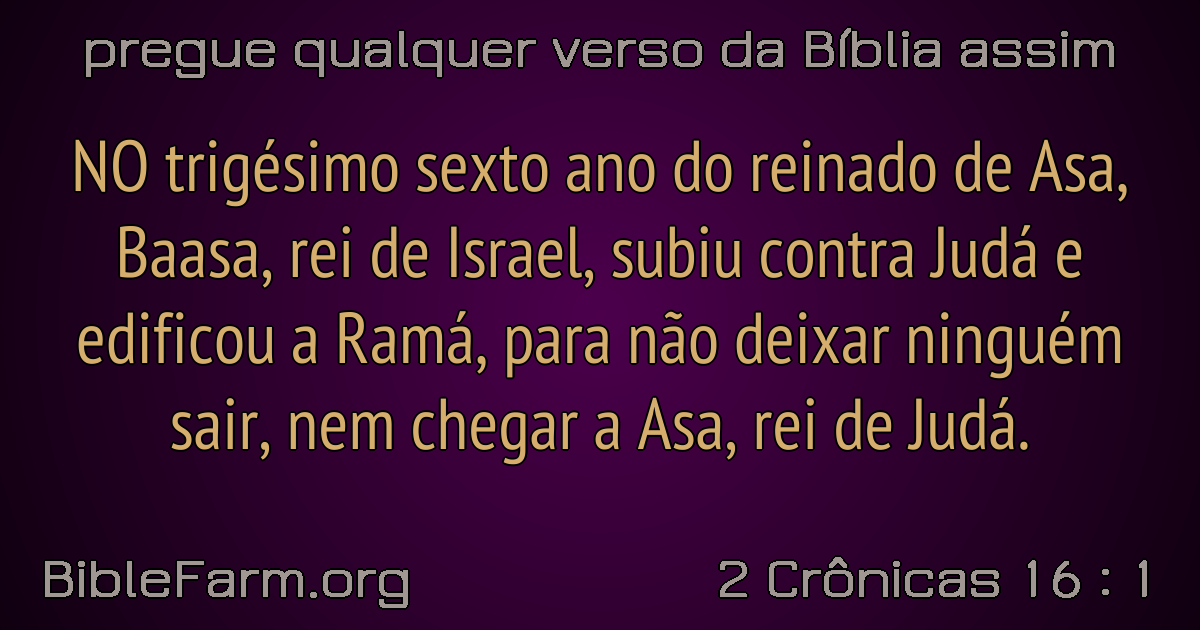 pregue qualquer verso da Bíblia assim
NO trigésimo sexto ano do reinado de Asa,
Baasa, rei de Israel, subiu contra Judá e
edificou a Ramá, para não deixar ninguém
sair, nem chegar a Asa, rei de Judá.
BibleFarm.org
2 Crônicas 16 : 1